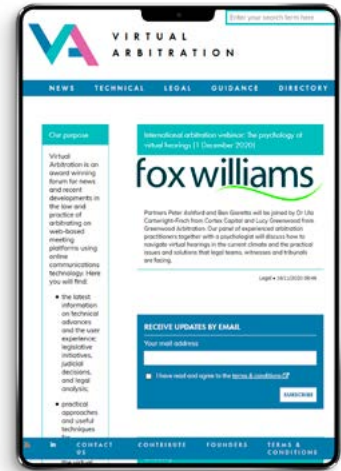 Enter your search term here
VIRTUAL
ARBITRATION
NEWS TECHNICAL LEGAL GUIDANCE DIRECTORY
Our purpose
Virtual
Arbitration is an
award winning
forum for news
and recent
developments in
the law and
practice of
arbitrating on
web-based
meeting
platforms using
online
communications
technology. Here
you will find:
• the latest
information
on technical
advances
and the user
experience;
legislative
initiatives,
judicial
decisions,
and legal
analysis;
• practical
approaches
and useful
techniques
for
the virtual
International arbitration webinar: The psychology of
virtual hearings (1 December 2020)
fox williams
Partners Peter Ashford and Ben Giaretta will be joined by Dr Ula
Cartwright-Finch from Cortex Capital and Lucy Greenwood from
Greenwood Arbitration. Our panel of experienced arbitration
practitioners together with a psychologist will discuss how to
navigate virtual hearings in the current climate and the practical
issues and solutions that legal teams, witnesses and tribunals
are facing.
Legal •
RECEIVE UPDATES BY EMAIL
Your mail address
I have read and agree to the terms & conditions
SUBSCRIBE
in CONTACT US CONTRIBUTE FOUNDERS TERMS & CONDITIONS